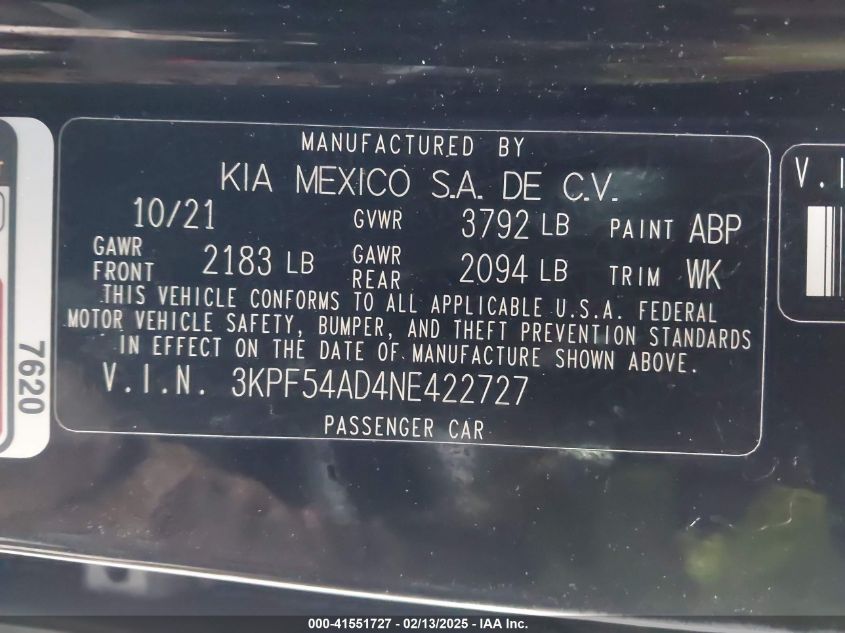 MANUFACTURED BY
KIA MEXICO S.A. DE C.V.
10/21 GVWR 3792 LB PAINT ABP
GAWR FRONT 2183 LB GAWR REAR 2094 LB TRIM WK
THIS VEHICLE CONFORMS TO ALL APPLICABLE U.S.A. FEDERAL
MOTOR VEHICLE SAFETY, BUMPER, AND THEFT PREVENTION STANDARDS
IN EFFECT ON THE DATE OF MANUFACTURE SHOWN ABOVE.
V.I.N. 3KPF54AD4NE422727
PASSENGER CAR
7620
V.I
000-41551727 - 02/13/2025 - IAA Inc.